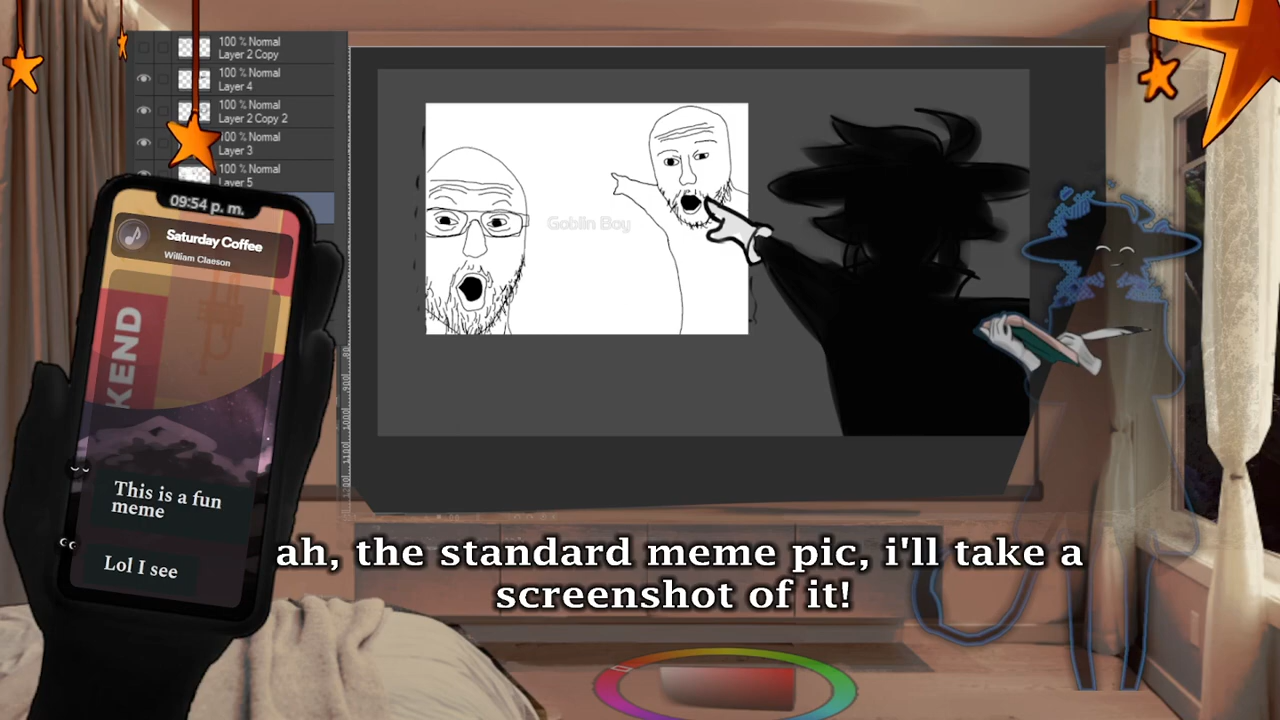 100 % Normal
Layer 2 Copy
100 % Normal
Layer 4
100 % Normal
Layer 2 Copy 2
100 % Normal
Layer 3
100 % Normal
Layer 5
09:54 p. m.
Saturday Coffee
William Claeson
KEND
This is a fun
meme
Lol I see
Goblin Boy
ah, the standard meme pic, i'll take a
screenshot of it!